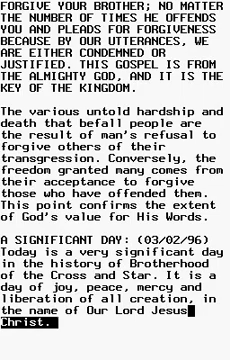 FORGIVE YOUR BROTHER; NO MATTER
THE NUMBER OF TIMES HE OFFENDS
YOU AND PLEADS FOR FORGIVENESS
BECAUSE BY OUR UTTERANCES, WE
ARE EITHER CONDEMNED OR
JUSTIFIED. THIS GOSPEL IS FROM
THE ALMIGHTY GOD, AND IT IS THE
KEY OF THE KINGDOM.

The various untold hardship and
death that befall people are
the result of man's refusal to
forgive others of their
transgression. Conversely, the
freedom granted many comes from
their acceptance to forgive
those who have offended them.
This point confirms the extent
of God's value for His Words.

A SIGNIFICANT DAY: (03/02/96)
Today is a very significant day
in the history of Brotherhood
of the Cross and Star. It is a
day of joy, peace, mercy and
liberation of all creation, in
the name of Our Lord Jesus
Christ.